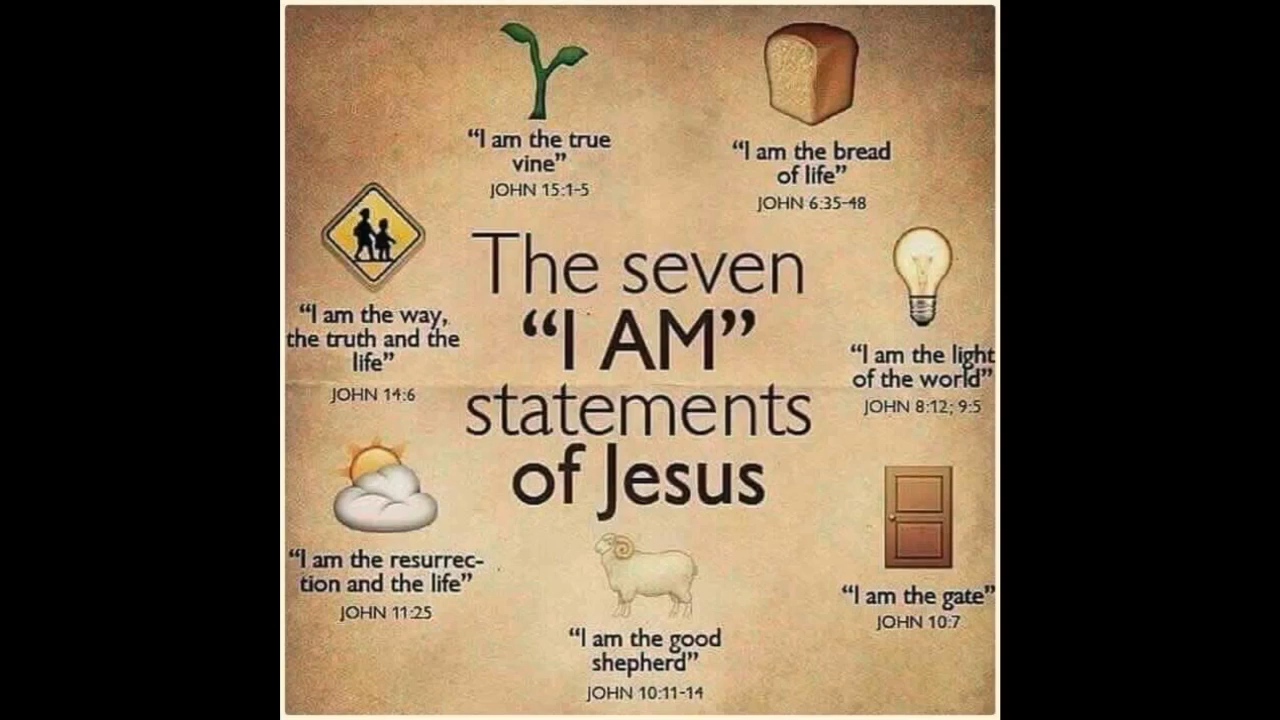 The seven
“I AM”
statements
of Jesus
“I am the true
vine”
JOHN 15:1-5
“I am the bread
of life”
JOHN 6:35-48
“I am the light
of the world”
JOHN 8:12; 9:5
“I am the gate”
JOHN 10:7
“I am the good
shepherd”
JOHN 10:11-14
“I am the resurrec-
tion and the life”
JOHN 11:25
“I am the way,
the truth and the
life”
JOHN 14:6